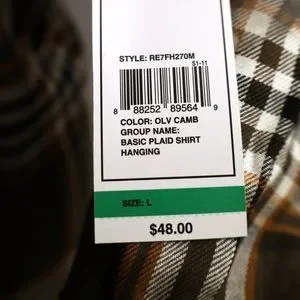 STYLE: RE7FH270M
$1-11
8 88252 89564 9
COLOR: OLV CAMB
GROUP NAME:
BASIC PLAID SHIRT
HANGING
SIZE: L
$48.00